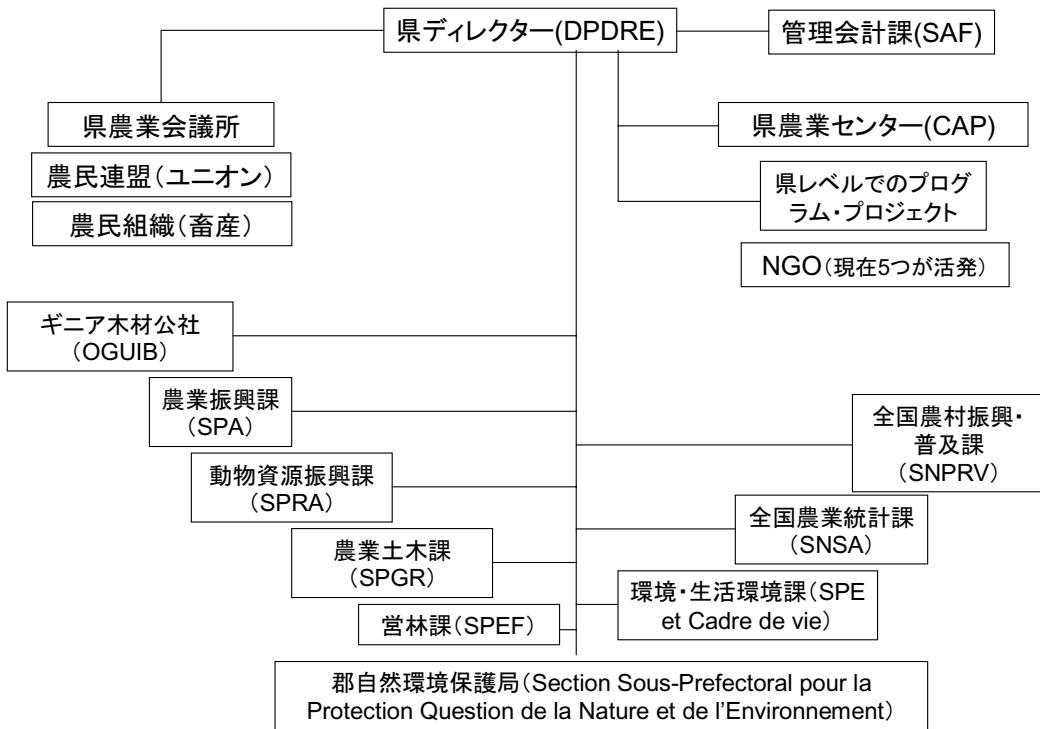 県ディレクター(DPDRE)
管理会計課(SAF)
県農業会議所
農民連盟（ユニオン）
農民組織（畜産）
県農業センター(CAP)
県レベルでのプログ
ラム・プロジェクト
NGO（現在5つが活発）
ギニア木材公社
（OGUIB）
農業振興課
（SPA）
動物資源振興課
（SPRA）
農業土木課
(SPGR)
営林課（SPEF）
全国農村振興・
普及課
(SNPRV)
全国農業統計課
(SNSA)
環境・生活環境課（SPE
et Cadre de vie）
郡自然環境保護局（Section Sous-Prefectoral pour la
Protection Question de la Nature et de l'Environnement）